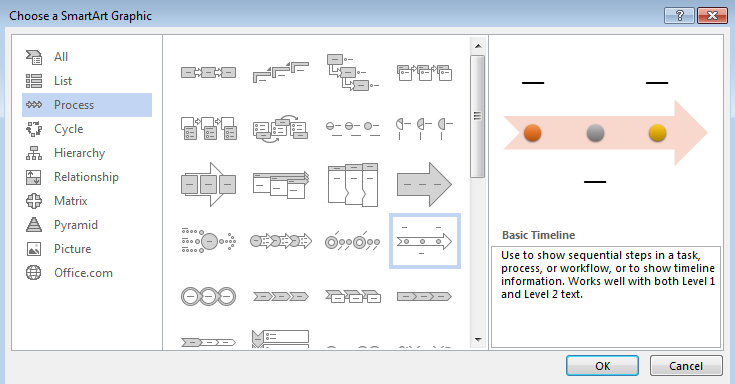 Choose a SmartArt Graphic
All
List
Process
Cycle
Hierarchy
Relationship
Matrix
Pyramid
Picture
Office.com
Basic Timeline
Use to show sequential steps in a task,
process, or workflow, or to show timeline
information. Works well with both Level 1
and Level 2 text.
OK
Cancel